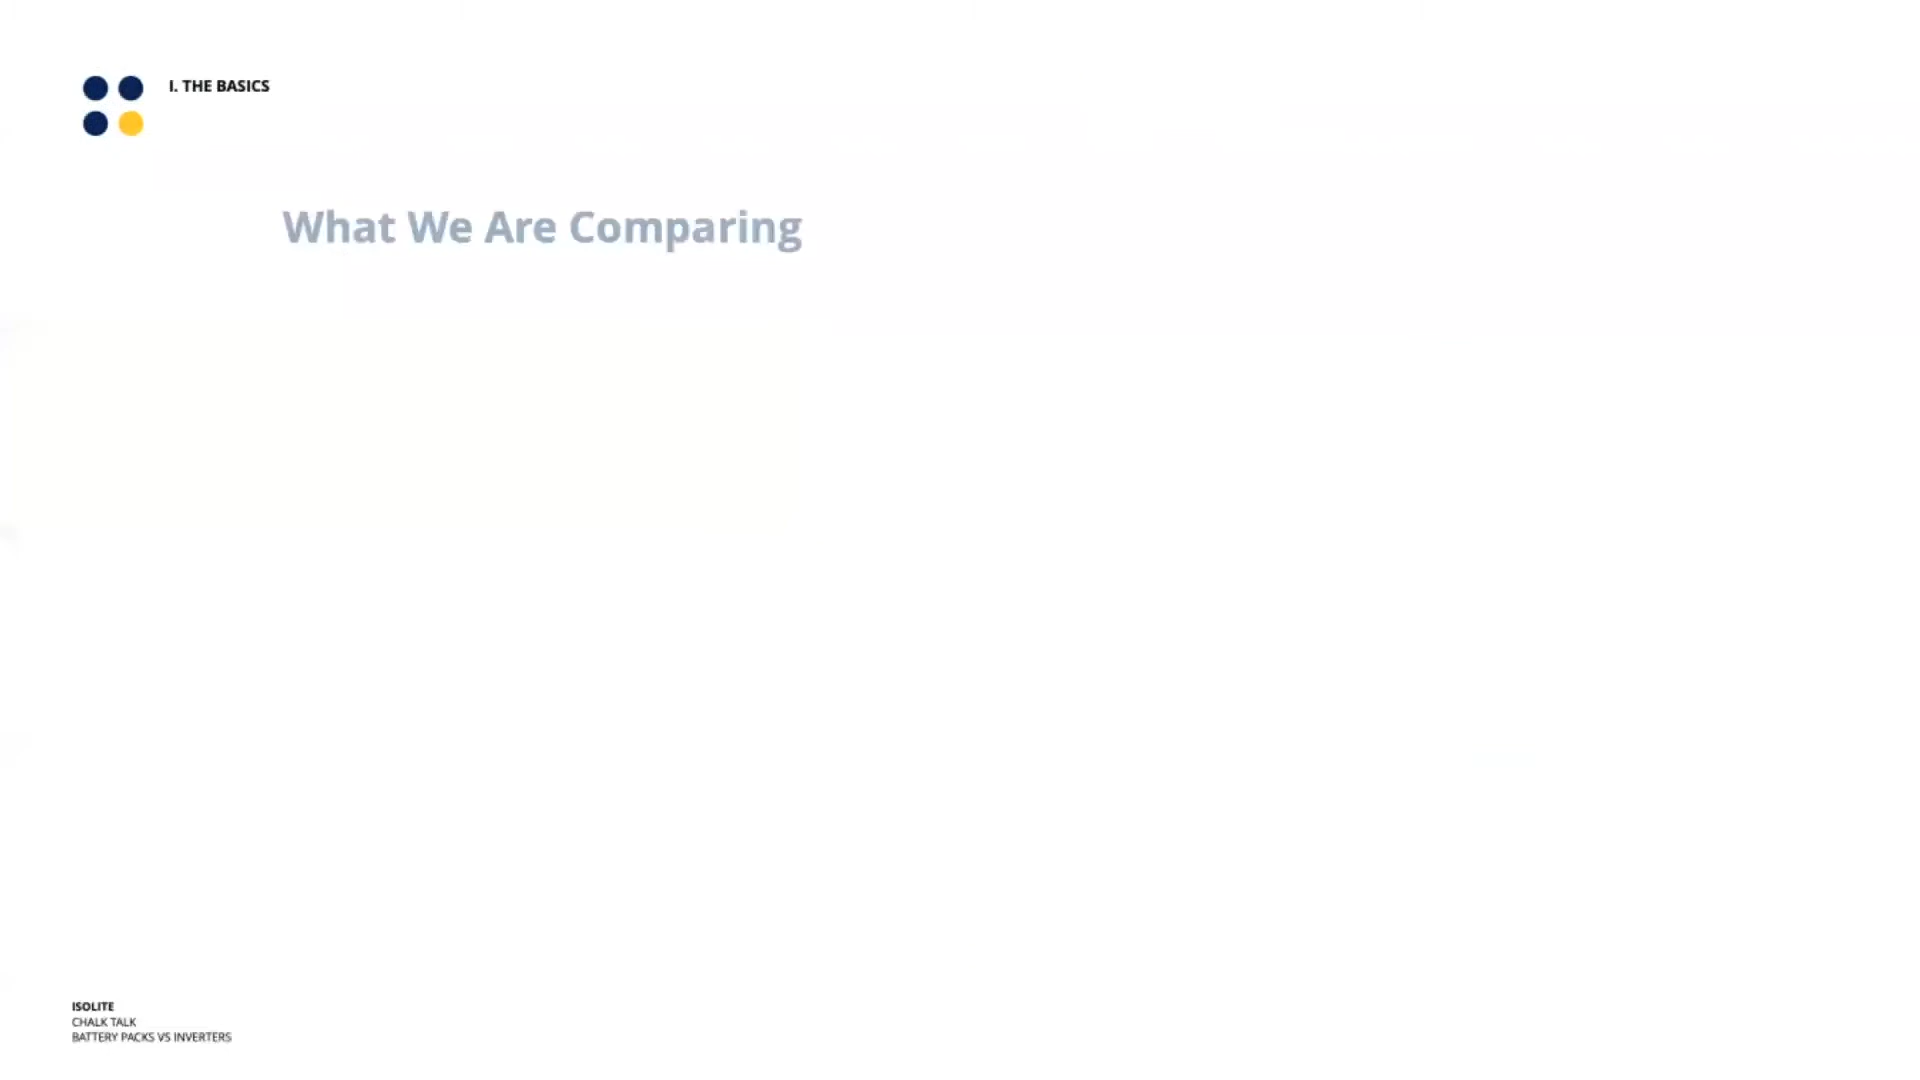 I. THE BASICS
What We Are Comparing
ISOLITE
CHALK TALK
BATTERY PACKS VS INVERTERS